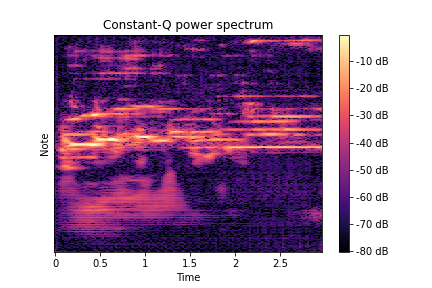 Constant-Q power spectrum
-10 dB
-20 dB
-30 dB
-40 dB
-50 dB
-60 dB
-70 dB
-80 dB
Note
0 0.5 1 1.5 2 2.5
Time